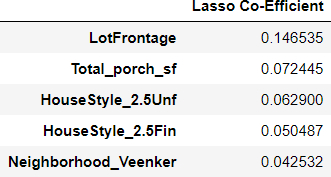 Lasso Co-Efficient
LotFrontage 0.146535
Total_porch_sf 0.072445
HouseStyle_2.5Unf 0.062900
HouseStyle_2.5Fin 0.050487
Neighborhood_Veenker 0.042532